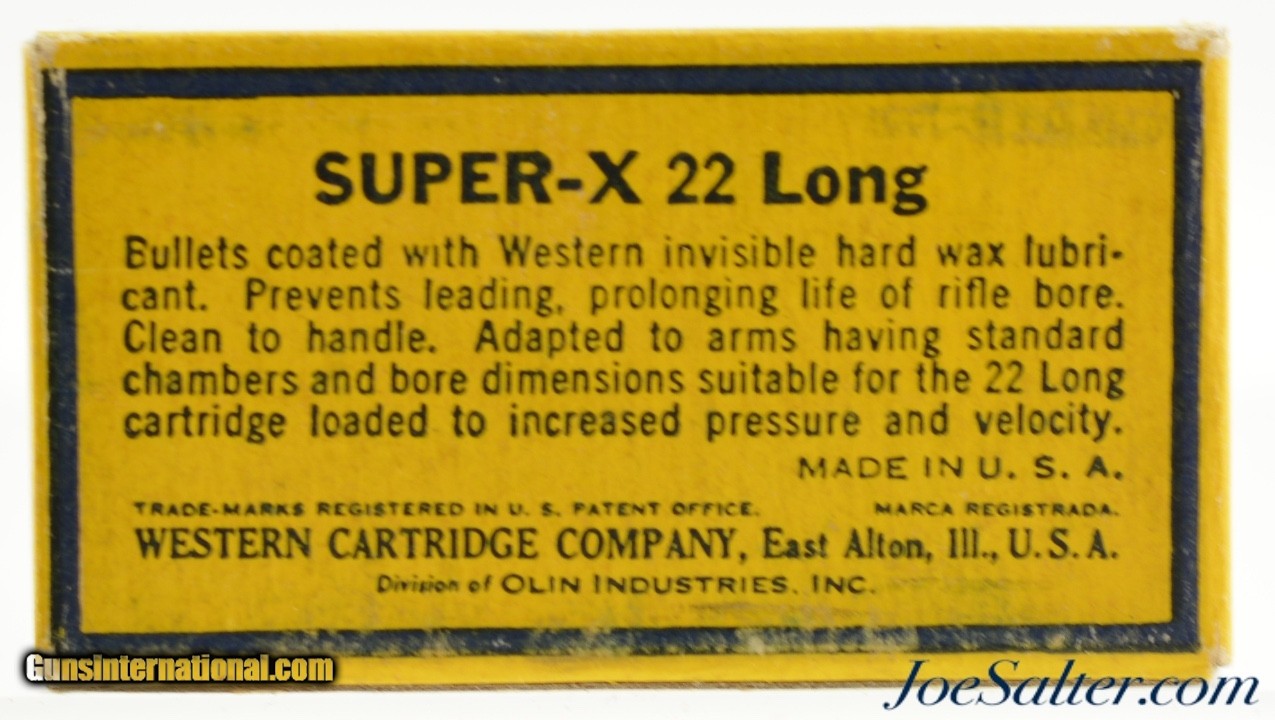 SUPER-X 22 Long
Bullets coated with Western invisible hard wax lubri-
cant. Prevents leading, prolonging life of rifle bore.
Clean to handle. Adapted to arms having standard
chambers and bore dimensions suitable for the 22 Long
cartridge loaded to increased pressure and velocity.
MADE IN U. S. A.
TRADE-MARKS REGISTERED IN U. S. PATENT OFFICE. MARCA REGISTRADA.
WESTERN CARTRIDGE COMPANY, East Alton, Ill., U. S. A.
Division of OLIN INDUSTRIES, INC.
Gunsinternational.com
JoeSalter.com